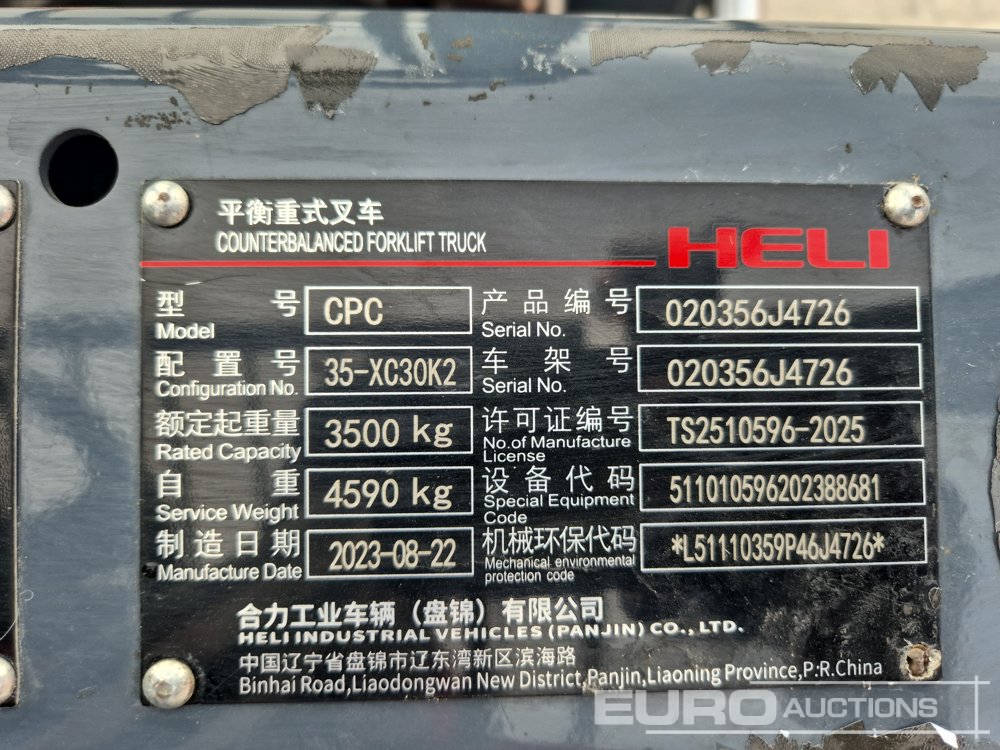 平衡重式叉车
COUNTERBALANCED FORKLIFT TRUCK
HELI
型号 CPC 产品编号 020356J4726
Model Serial No.
配置号 35-XC30K2 车架号 020356J4726
Configuration No. Serial No.
额定起重量 3500 kg 许可证编号 TS2510596-2025
Rated Capacity No.of Manufacture License
自重 4590 kg 设备代码 511010596202388681
Service Weight Special Equipment Code
制造日期 2023-08-22 机械环保代码 *L51110359P46J4726*
Manufacture Date Mechanical environmental protection code
合力工业车辆（盘锦）有限公司
HELI INDUSTRIAL VEHICLES (PANJIN) CO., LTD.
中国辽宁省盘锦市辽东湾新区滨海路
Binhai Road,Liaodongwan New District,Panjin,Liaoning Province,P.R.China
EURO AUCTIONS